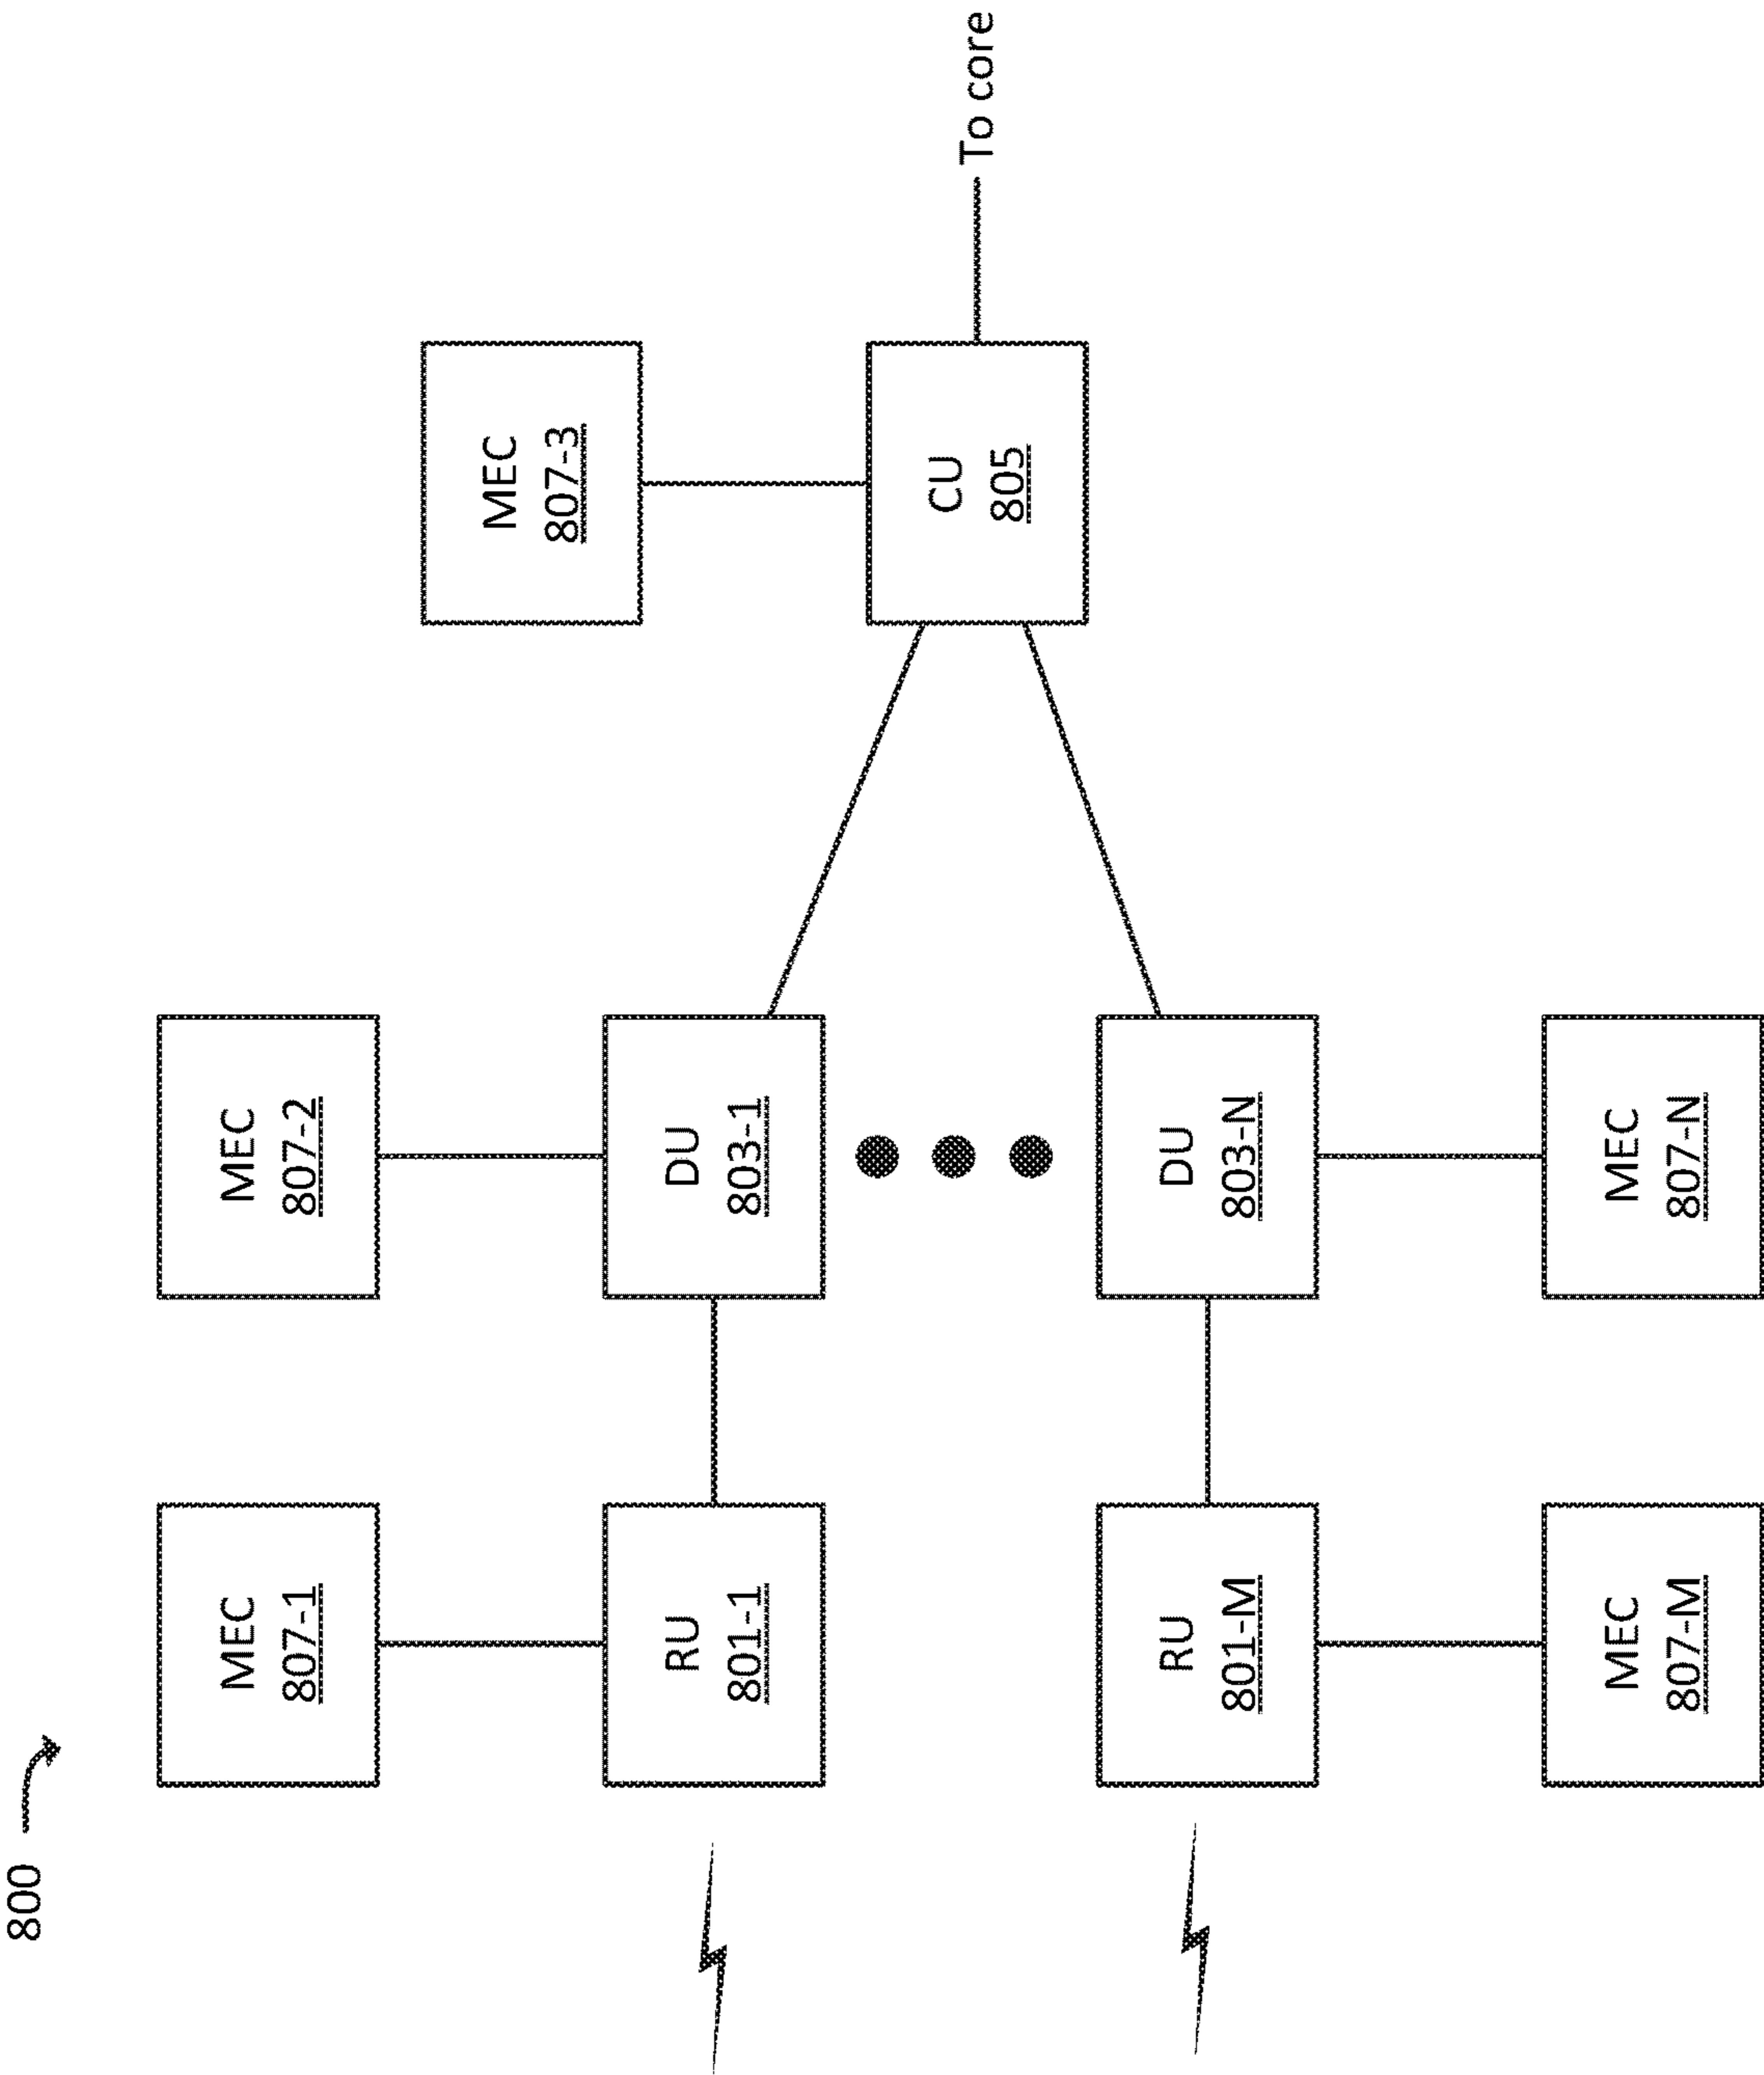 800
MEC
807-1
MEC
807-2
MEC
807-3
RU
801-1
DU
803-1
CU
805
To core
RU
801-M
DU
803-N
MEC
807-M
MEC
807-N